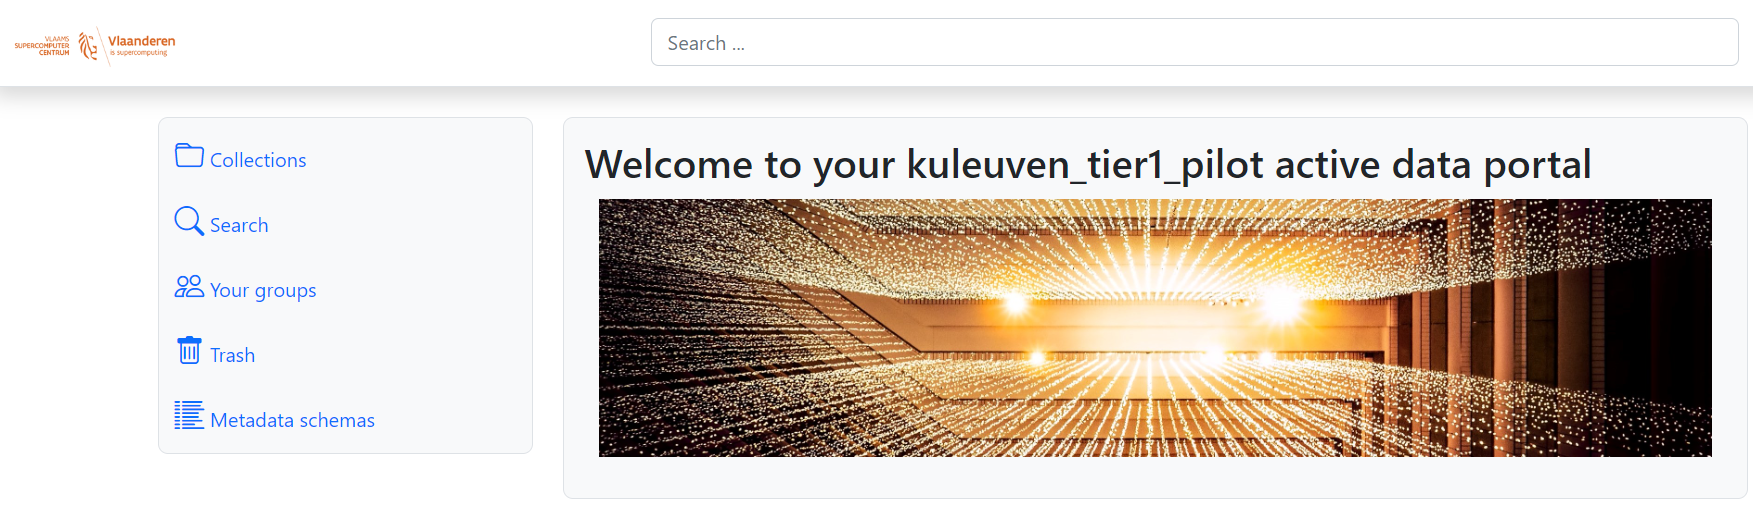 VLAAMS
SUPERCOMPUTER
CENTRUM
Vlaanderen
is supercomputing
Search ...
Collections
Search
Your groups
Trash
Metadata schemas
Welcome to your kuleuven_tier1_pilot active data portal